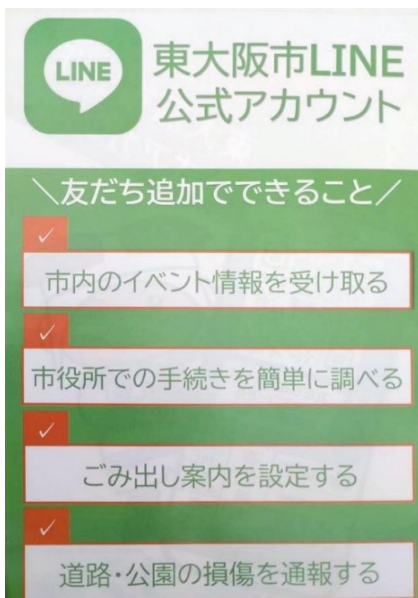 LINE
東大阪市LINE
公式アカウント
＼友だち追加でできること／
✓
市内のイベント情報を受け取る
✓
市役所での手続きを簡単に調べる
✓
ごみ出し案内を設定する
✓
道路・公園の損傷を通報する